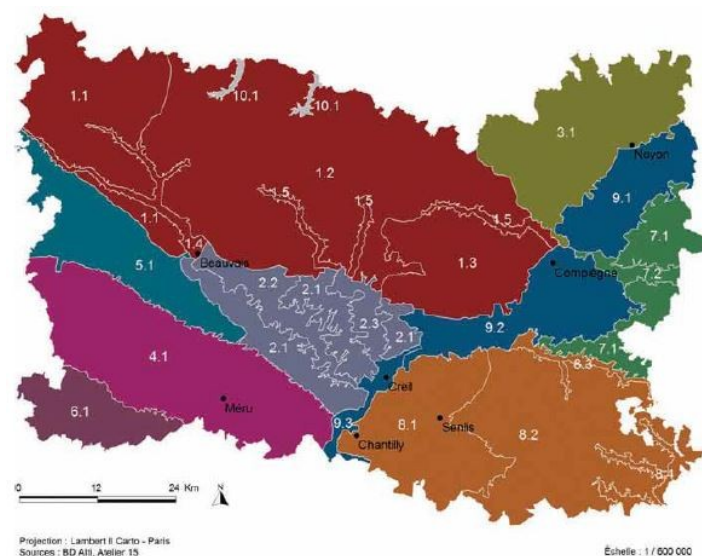 1.1
10.1
10.1
3.1
Noyon
1.2
9.1
1.5
1.5
1.5
7.1
1.1
1.4
Beauvais
7.2
5.1
1.3
Compiègne
2.2
2.1
2.3
9.2
2.1
2.1
7.1
4.1
8.3
Creil
6.1
Méru
9.3
8.1
Senlis
8.2
Chantilly
8.4
0 12 24 Km
N
Projection : Lambert II Carto - Paris
Sources : BD Alti, Atelier 15
Échelle : 1 / 600 000